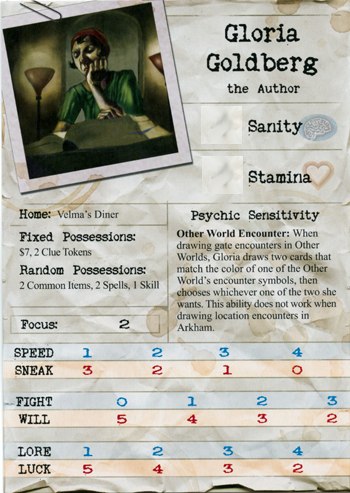 Gloria
Goldberg
the Author
Sanity
Stamina
Home: Velma's Diner
Fixed Possessions:
$7, 2 Clue Tokens
Random Possessions:
2 Common Items, 2 Spells, 1 Skill
Focus: 2
Psychic Sensitivity
Other World Encounter: When
drawing gate encounters in Other
Worlds, Gloria draws two cards that
match the color of one of the Other
World's encounter symbols, then
chooses whichever one of the two she
wants. This ability does not work when
drawing location encounters in
Arkham.
SPEED 1 2 3 4
SNEAK 3 2 1 0
FIGHT 0 1 2 3
WILL 5 4 3 2
LORE 1 2 3 4
LUCK 5 4 3 2